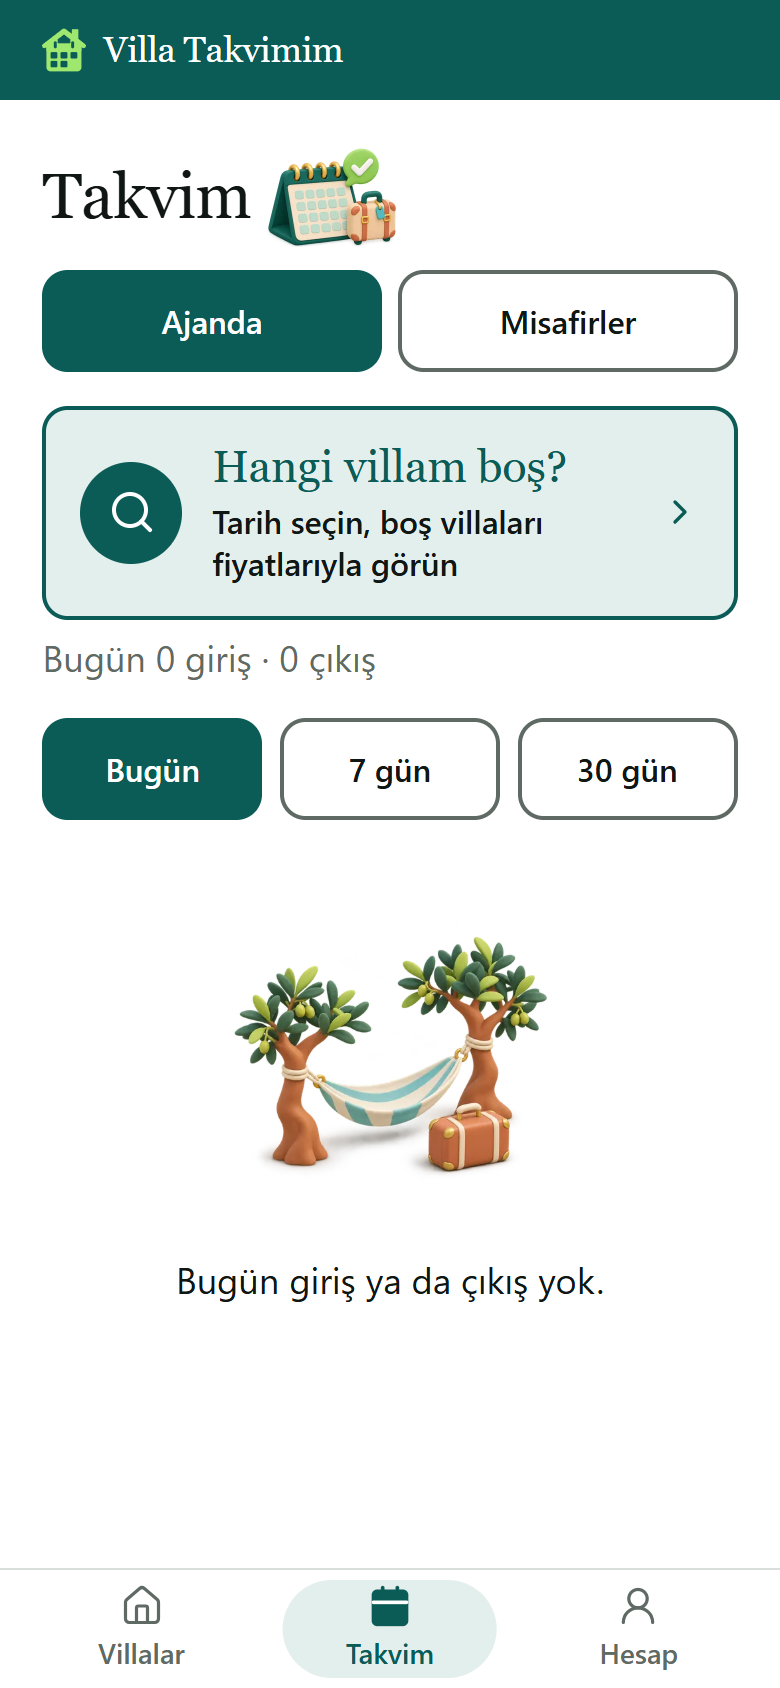 Villa Takvimim
Takvim
Ajanda
Misafirler
Hangi villam boş?
Tarih seçin, boş villaları
fiyatlarıyla görün
Bugün 0 giriş · 0 çıkış
Bugün
7 gün
30 gün
Bugün giriş ya da çıkış yok.
Villalar
Takvim
Hesap